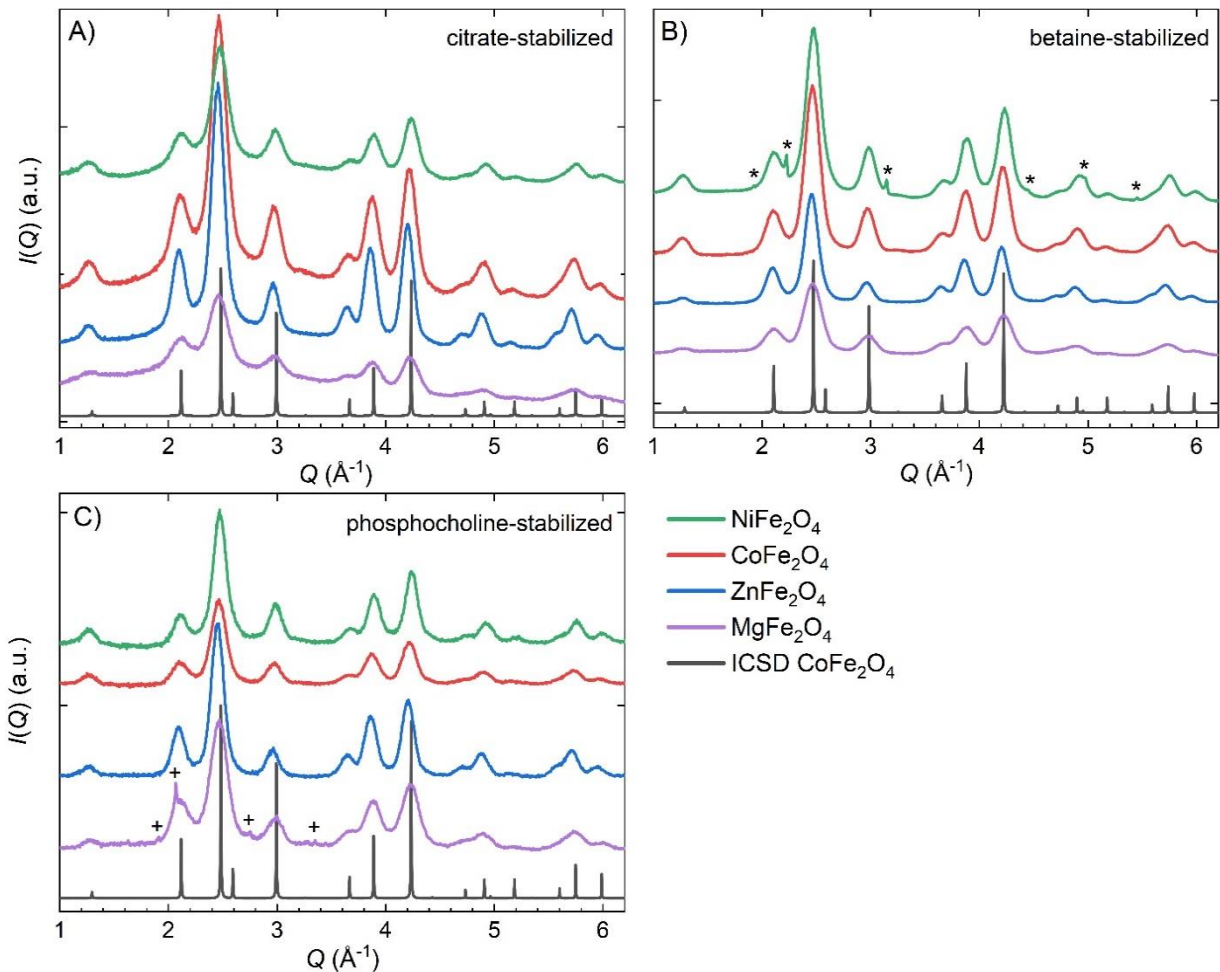 A)
citrate-stabilized
I(Q) (a.u.)
1 2 3 4 5 6
Q (Å⁻¹)
B)
betaine-stabilized
* * * * * *
1 2 3 4 5 6
Q (Å⁻¹)
C)
phosphocholine-stabilized
I(Q) (a.u.)
+ + + +
1 2 3 4 5 6
Q (Å⁻¹)
NiFe₂O₄
CoFe₂O₄
ZnFe₂O₄
MgFe₂O₄
ICSD CoFe₂O₄